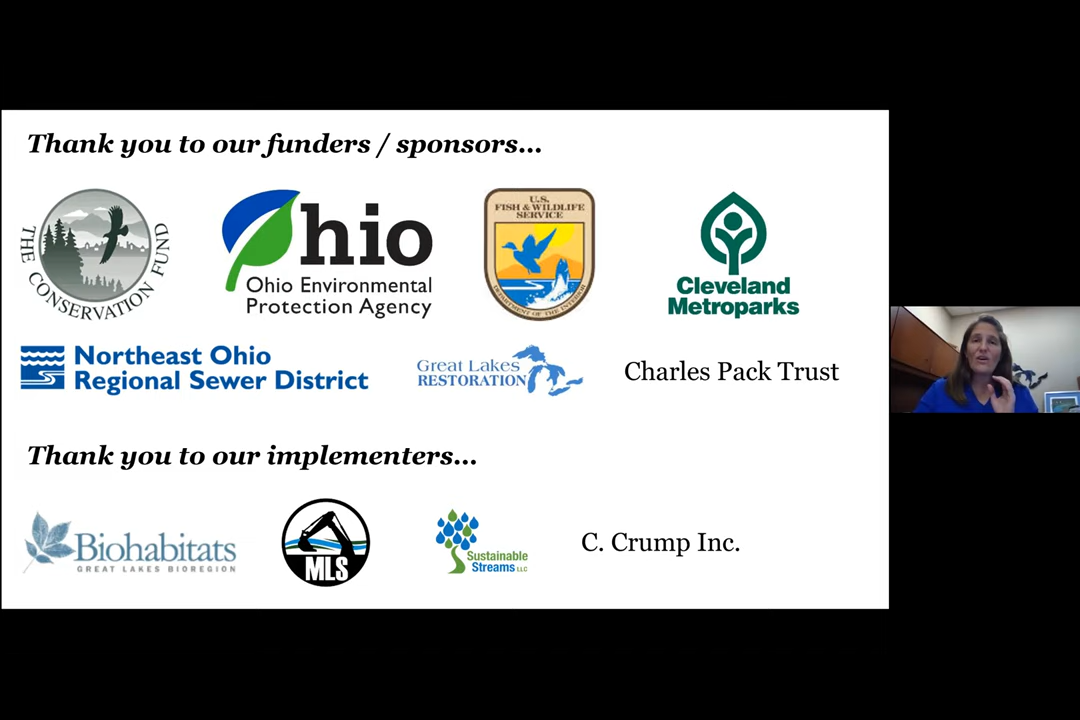 Thank you to our funders / sponsors...
THE CONSERVATION FUND
Ohio
Ohio Environmental
Protection Agency
U.S.
FISH & WILDLIFE
SERVICE
DEPARTMENT OF THE INTERIOR
Cleveland
Metroparks
Northeast Ohio
Regional Sewer District
Great Lakes
RESTORATION
Charles Pack Trust
Thank you to our implementers...
Biohabitats
GREAT LAKES BIOREGION
MLS
Sustainable
Streams LLC
C. Crump Inc.